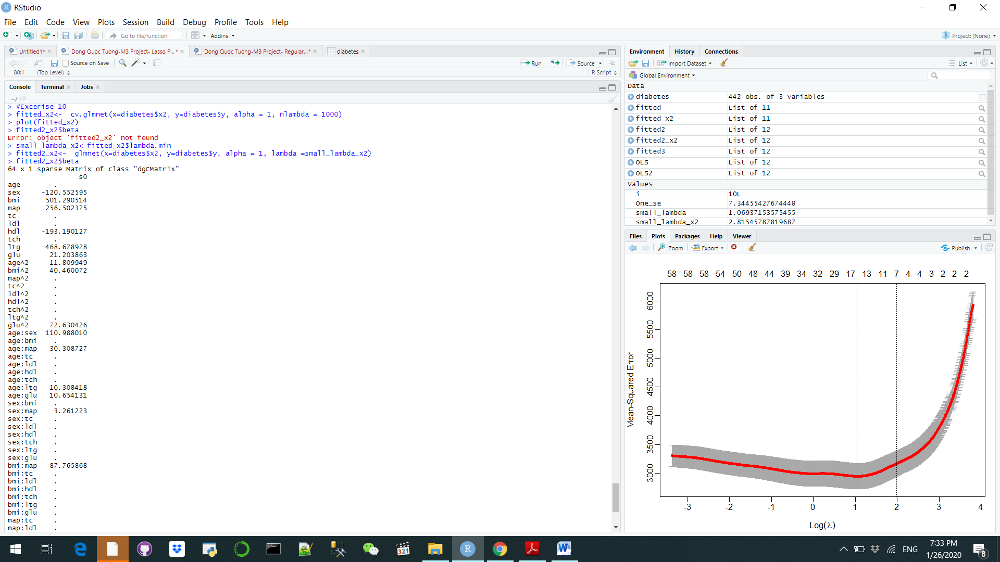 RStudio
File Edit Code View Plots Session Build Debug Profile Tools Help
Go to file/function Addins Project: (None)
Untitled1* Dong Quoc Tuong-M3 Project- Lasso P...* Dong Quoc Tuong-M3 Project- Regular...* diabetes
Source on Save Run Source
80:1 (Top Level) R Script
Console Terminal Jobs
~/
> #Excerise 10
> fitted_x2<- cv.glmnet(x=diabetes$x2, y=diabetes$y, alpha = 1, nlambda = 1000)
> plot(fitted_x2)
> fitted2_x2$beta
Error: object 'fitted2_x2' not found
> small_lambda_x2<-fitted_x2$lambda.min
> fitted2_x2<- glmnet(x=diabetes$x2, y=diabetes$y, alpha = 1, lambda =small_lambda_x2)
> fitted2_x2$beta
64 x 1 sparse Matrix of class "dgCMatrix"
s0
age .
sex -120.552595
bmi 501.290514
map 256.502375
tc .
ldl .
hdl -193.190127
tch .
ltg 468.678928
glu 21.203863
age^2 11.809949
bmi^2 40.460072
map^2 .
tc^2 .
ldl^2 .
hdl^2 .
tch^2 .
ltg^2 .
glu^2 72.630426
age:sex 110.988010
age:bmi .
age:map 30.308727
age:tc .
age:ldl .
age:hdl .
age:tch .
age:ltg 10.308418
age:glu 10.654131
sex:bmi .
sex:map 3.261223
sex:tc .
sex:ldl .
sex:hdl .
sex:tch .
sex:ltg .
sex:glu .
bmi:map 87.765868
bmi:tc .
bmi:ldl .
bmi:hdl .
bmi:tch .
bmi:ltg .
bmi:glu .
map:tc .
map:ldl .
Environment History Connections
Import Dataset List
Global Environment
Data
diabetes 442 obs. of 3 variables
fitted List of 11
fitted_x2 List of 11
fitted2 List of 12
fitted2_x2 List of 12
fitted3 List of 12
OLS List of 12
OLS2 List of 12
Values
i 10L
one_se 7.34455427674448
small_lambda 1.06937153575455
small_lambda_x2 2.81545787819687
Files Plots Packages Help Viewer
Zoom Export Publish
58 58 58 54 50 48 44 39 34 32 29 17 13 11 7 4 4 3 2 2 2
6000
5500
5000
4500
4000
3500
3000
Mean-Squared Error
-3 -2 -1 0 1 2 3 4
Log(λ)
ENG
7:33 PM
1/26/2020
8
321